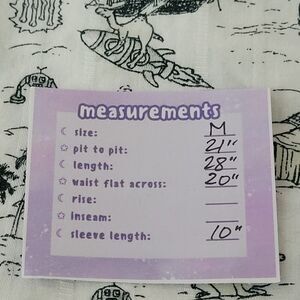 measurements
size: M
pit to pit: 21"
length: 28"
waist flat across: 20"
rise:
inseam:
sleeve length: 10"